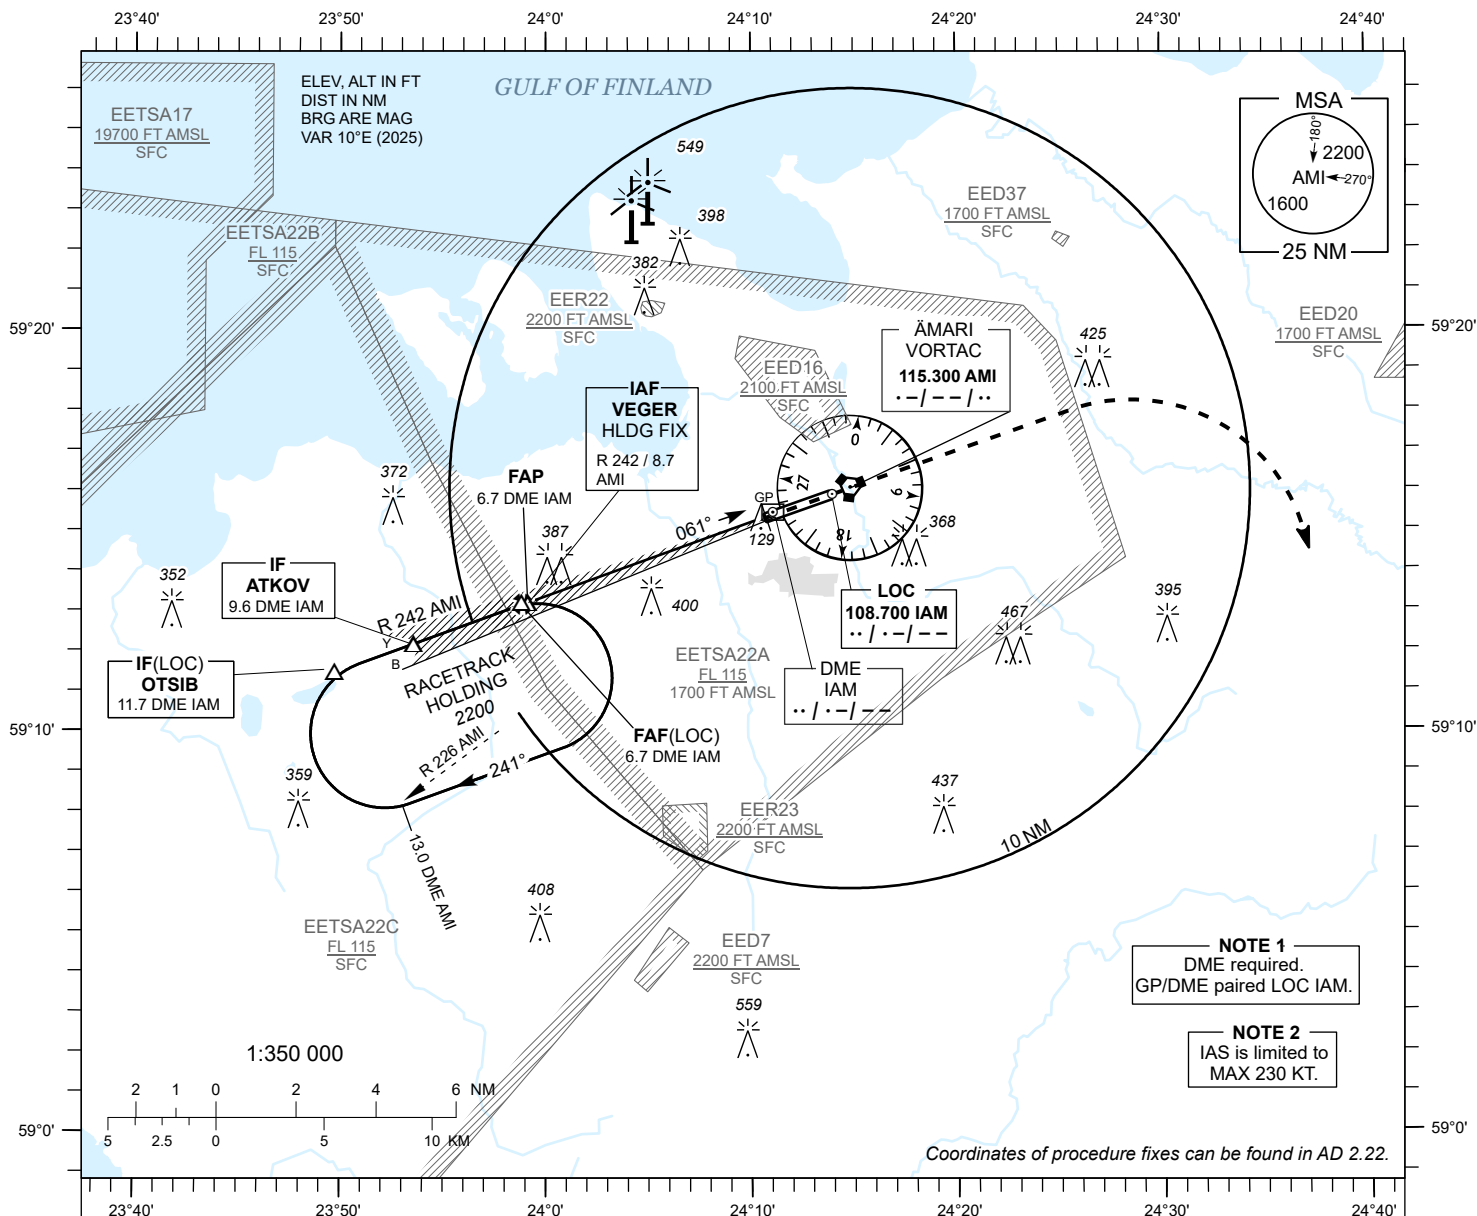 23°40'
23°50'
24°0'
24°10'
24°20'
24°30'
24°40'
ELEV, ALT IN FT
DIST IN NM
BRG ARE MAG
VAR 10°E (2025)
GULF OF FINLAND
MSA
180°
2200
AMI
270°
1600
25 NM
EETSA17
19700 FT AMSL
SFC
549
398
382
EED37
1700 FT AMSL
SFC
EETSA22B
FL 115
SFC
EER22
2200 FT AMSL
SFC
EED20
1700 FT AMSL
SFC
59°20'
59°20'
ÄMARI
VORTAC
115.300 AMI
· – / – – / · ·
425
EED16
2100 FT AMSL
SFC
IAF
VEGER
HLDG FIX
R 242 / 8.7
AMI
0
9
18
27
372
FAP
6.7 DME IAM
061°
GP
129
368
387
352
IF
ATKOV
9.6 DME IAM
400
LOC
108.700 IAM
· · / · – / – –
467
395
R 242 AMI
Y
B
IF(LOC)
OTSIB
11.7 DME IAM
RACETRACK
HOLDING
2200
EETSA22A
FL 115
1700 FT AMSL
DME
IAM
· · / · – / – –
59°10'
59°10'
R 226 AMI
241°
FAF(LOC)
6.7 DME IAM
359
437
10 NM
EER23
2200 FT AMSL
SFC
13.0 DME AMI
408
EETSA22C
FL 115
SFC
EED7
2200 FT AMSL
SFC
559
NOTE 1
DME required.
GP/DME paired LOC IAM.
NOTE 2
IAS is limited to
MAX 230 KT.
1:350 000
2 1 0 2 4 6 NM
5 2.5 0 5 10 KM
59°0'
59°0'
Coordinates of procedure fixes can be found in AD 2.22.
23°40'
23°50'
24°0'
24°10'
24°20'
24°30'
24°40'